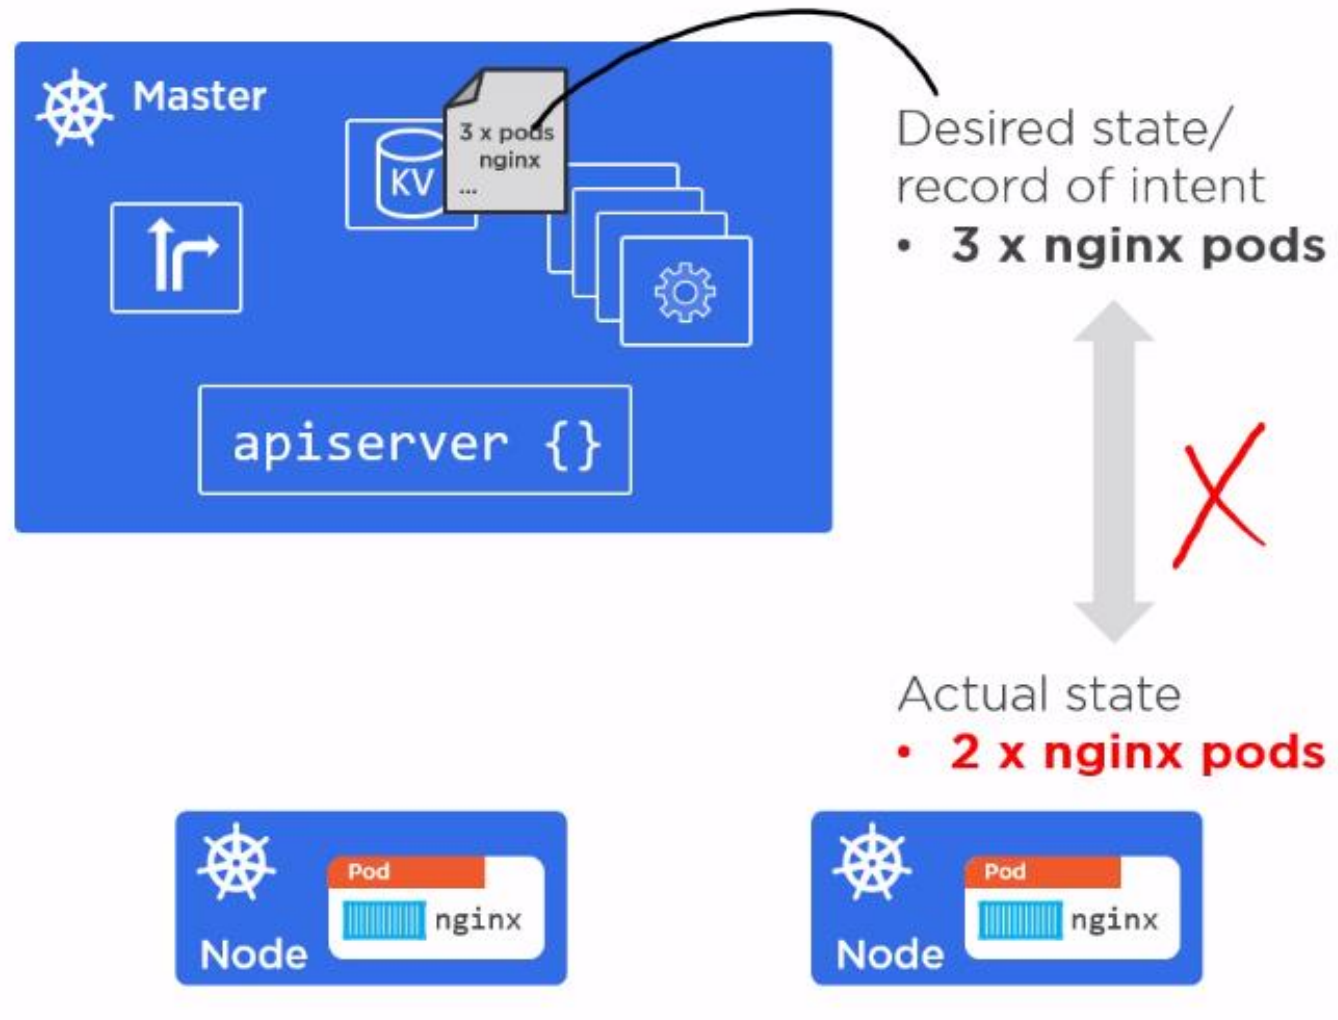 Master
3 x pods
nginx
...
KV
apiserver {}
Desired state/
record of intent
• 3 x nginx pods
Actual state
• 2 x nginx pods
Pod
nginx
Node
Pod
nginx
Node